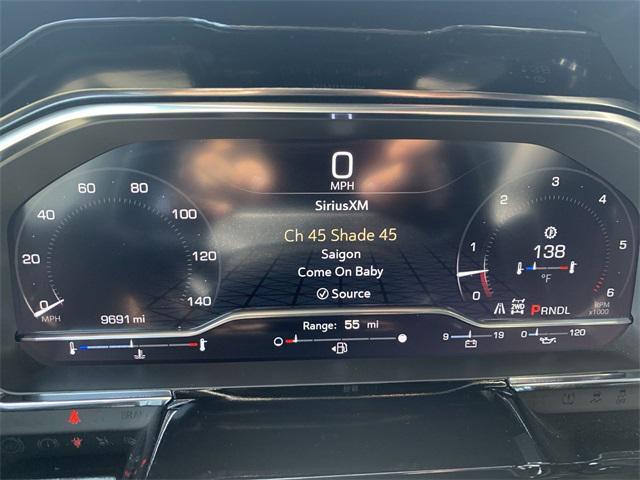 0
MPH
SiriusXM
Ch 45 Shade 45
Saigon
Come On Baby
Source
0 20 40 60 80 100 120 140
MPH
9691 mi
0 1 2 3 4 5 6
138
°F
2WD
PRNDL
RPM
x1000
Range: 55 mi
9 19
0 120